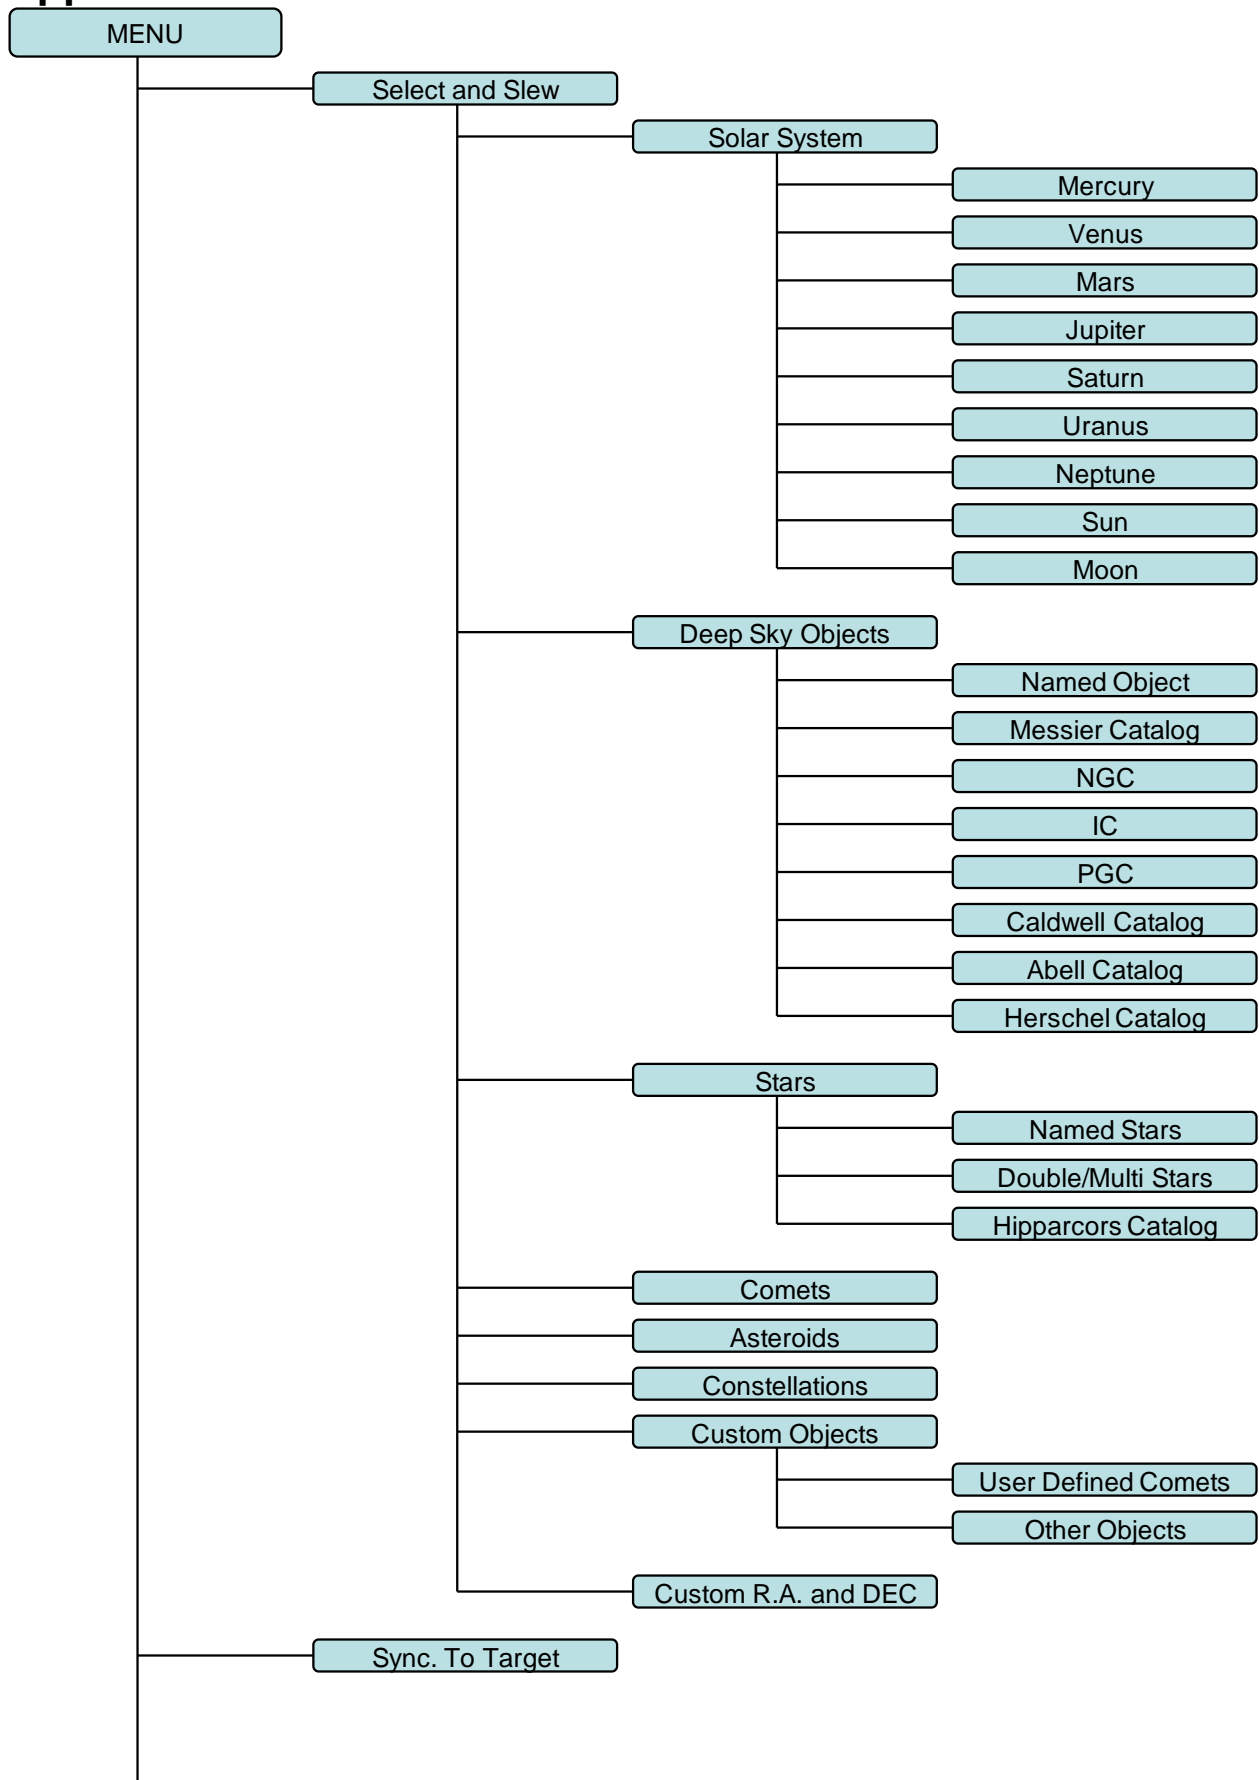 MENU
Select and Slew
Solar System
Mercury
Venus
Mars
Jupiter
Saturn
Uranus
Neptune
Sun
Moon
Deep Sky Objects
Named Object
Messier Catalog
NGC
IC
PGC
Caldwell Catalog
Abell Catalog
Herschel Catalog
Stars
Named Stars
Double/Multi Stars
Hipparcors Catalog
Comets
Asteroids
Constellations
Custom Objects
User Defined Comets
Other Objects
Custom R.A. and DEC
Sync. To Target